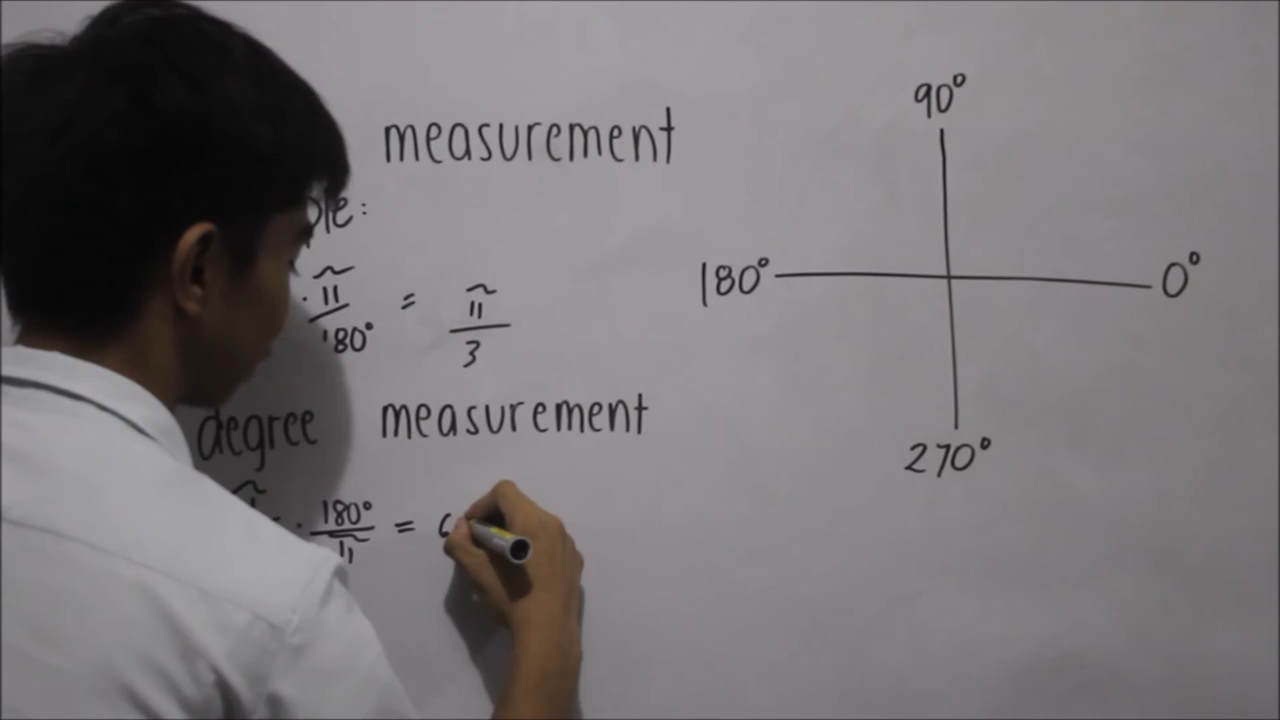 measurement
ple:
· π/180° = π/3
degree measurement
· 180°/π =
90°
180°
0°
270°